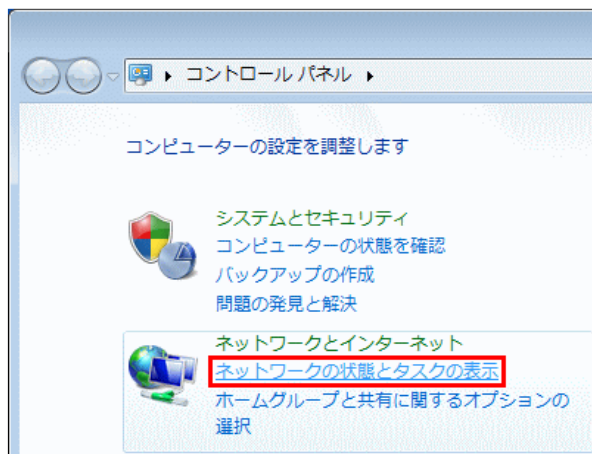 コントロール パネル
コンピューターの設定を調整します
システムとセキュリティ
コンピューターの状態を確認
バックアップの作成
問題の発見と解決
ネットワークとインターネット
ネットワークの状態とタスクの表示
ホームグループと共有に関するオプションの
選択